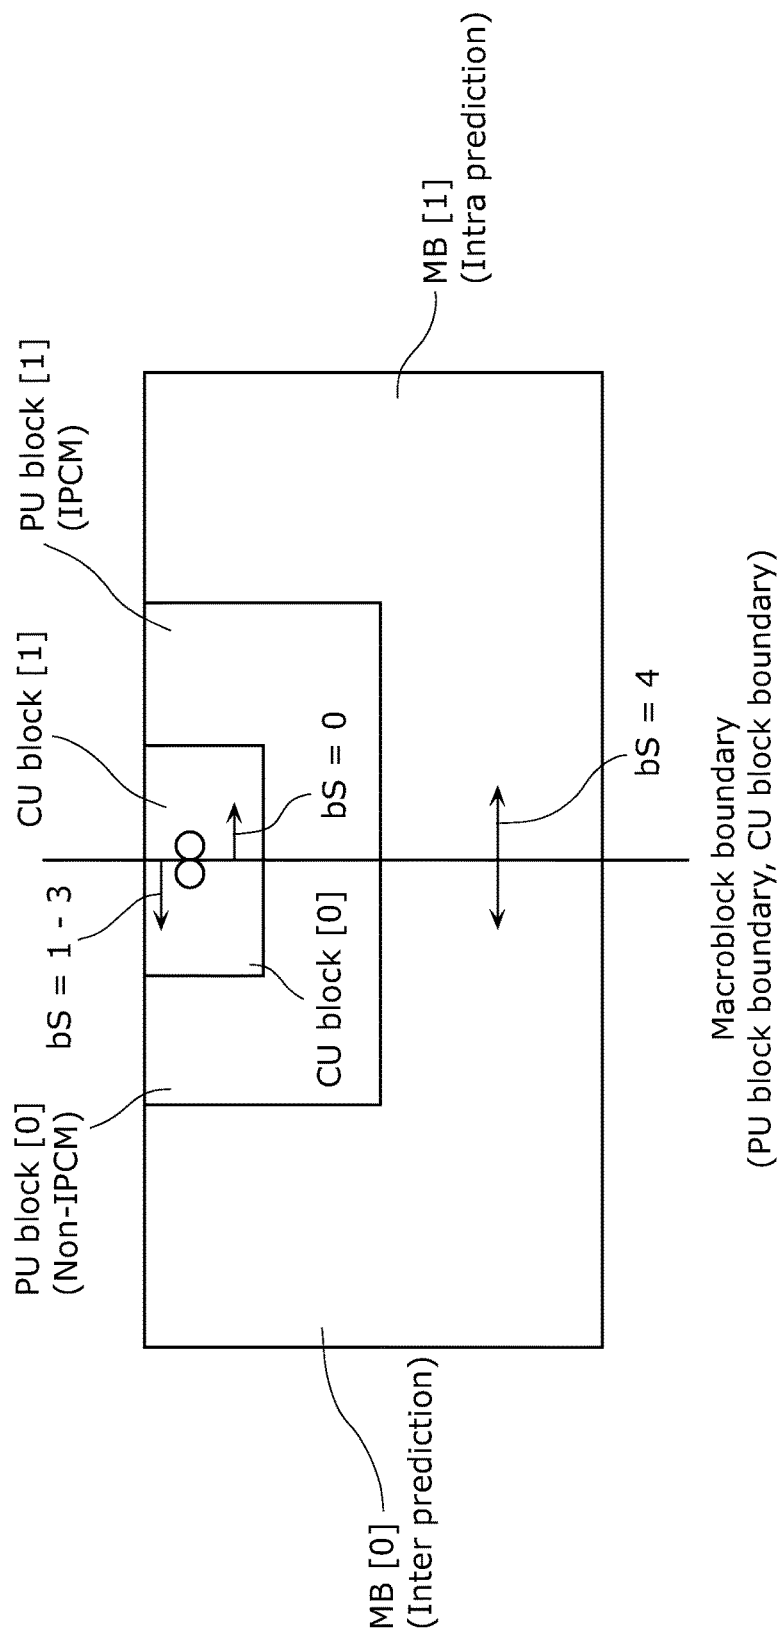 PU block [0]
(Non-IPCM)
bS = 1 - 3
CU block [1]
PU block [1]
(IPCM)
CU block [0]
bS = 0
MB [0]
(Inter prediction)
MB [1]
(Intra prediction)
bS = 4
Macroblock boundary
(PU block boundary, CU block boundary)